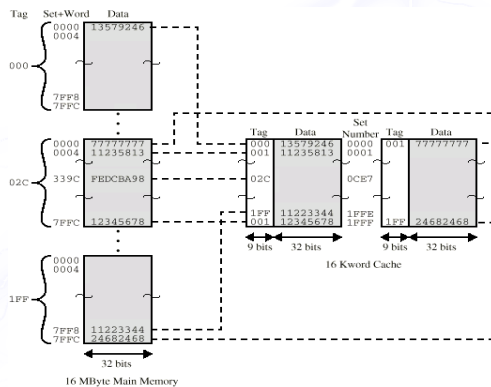 Tag Set+Word Data
0000 13579246
0004
000
7FF8
7FFC
0000 77777777
0004 11235813
02C 339C FEDCBA98
7FFC 12345678
0000
0004
1FF
7FF8 11223344
7FFC 24682468
32 bits
16 MByte Main Memory
Tag Data Set Number Tag Data
000 13579246 0000 001 77777777
001 11235813 0001
02C 0CE7
1FF 11223344 1FFE
001 12345678 1FFF 1FF 24682468
9 bits 32 bits 9 bits 32 bits
16 Kword Cache